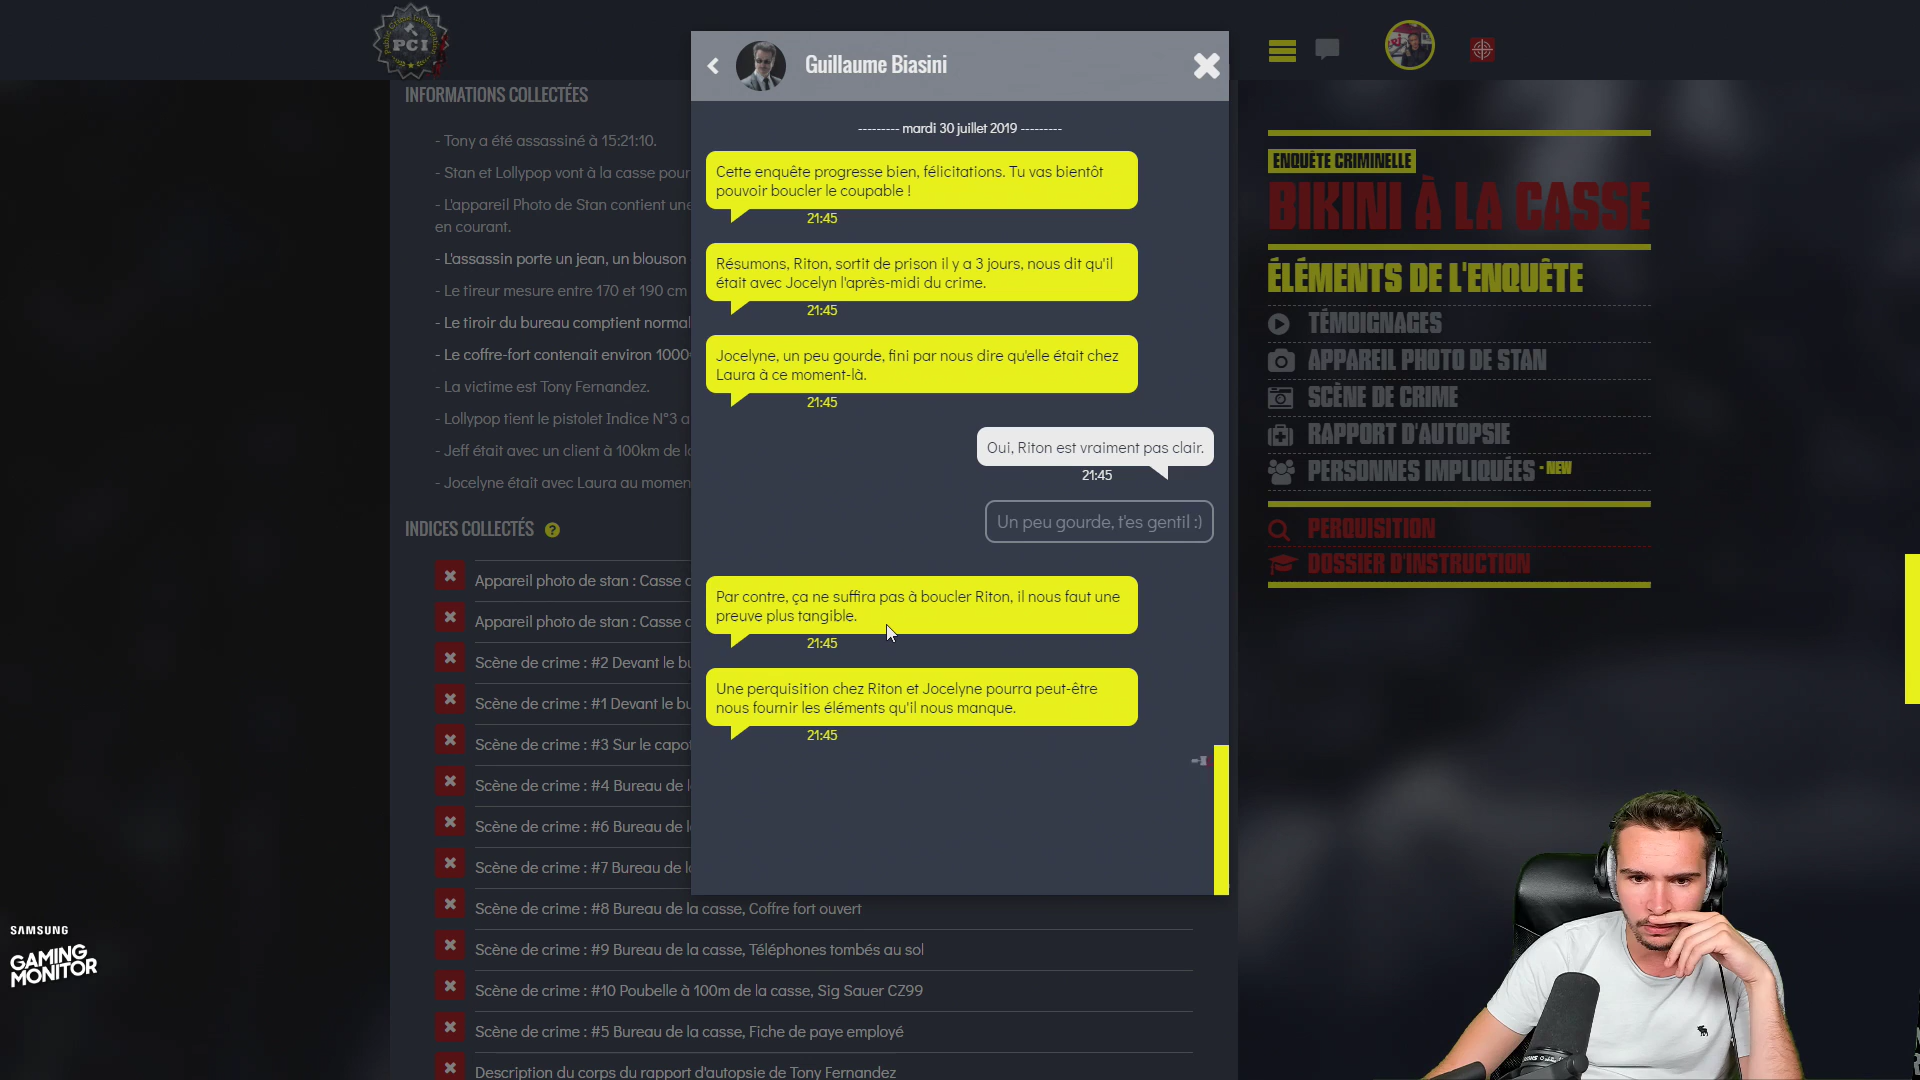 PCI
INFORMATIONS COLLECTÉES
- Tony a été assassiné à 15:21:10.
- Stan et Lollypop vont à la casse pour
- L'appareil Photo de Stan contient une
en courant.
- L'assassin porte un jean, un blouson
- Le tireur mesure entre 170 et 190 cm
- Le tiroir du bureau comptient normal
- Le coffre-fort contenait environ 1000
- La victime est Tony Fernandez.
- Lollypop tient le pistolet Indice N°3 a
- Jeff était avec un client à 100km de la
- Jocelyne était avec Laura au momen
INDICES COLLECTÉS ?
Appareil photo de stan : Casse
Appareil photo de stan : Casse
Scène de crime : #2 Devant le bu
Scène de crime : #1 Devant le bu
Scène de crime : #3 Sur le capot
Scène de crime : #4 Bureau de l
Scène de crime : #6 Bureau de l
Scène de crime : #7 Bureau de l
Scène de crime : #8 Bureau de la casse, Coffre fort ouvert
Scène de crime : #9 Bureau de la casse, Téléphones tombés au sol
Scène de crime : #10 Poubelle à 100m de la casse, Sig Sauer CZ99
Scène de crime : #5 Bureau de la casse, Fiche de paye employé
Description du corps du rapport d'autopsie de Tony Fernandez
Guillaume Biasini
--------- mardi 30 juillet 2019 ---------
Cette enquête progresse bien, félicitations. Tu vas bientôt
pouvoir boucler le coupable !
21:45
Résumons, Riton, sortit de prison il y a 3 jours, nous dit qu'il
était avec Jocelyn l'après-midi du crime.
21:45
Jocelyne, un peu gourde, fini par nous dire qu'elle était chez
Laura à ce moment-là.
21:45
Oui, Riton est vraiment pas clair.
21:45
Un peu gourde, t'es gentil :)
Par contre, ça ne suffira pas à boucler Riton, il nous faut une
preuve plus tangible.
21:45
Une perquisition chez Riton et Jocelyne pourra peut-être
nous fournir les éléments qu'il nous manque.
21:45
ENQUÊTE CRIMINELLE
BIKINI À LA CASSE
ÉLÉMENTS DE L'ENQUÊTE
TÉMOIGNAGES
APPAREIL PHOTO DE STAN
SCÈNE DE CRIME
RAPPORT D'AUTOPSIE
PERSONNES IMPLIQUÉES - NEW
PERQUISITION
DOSSIER D'INSTRUCTION
SAMSUNG
GAMING
MONITOR